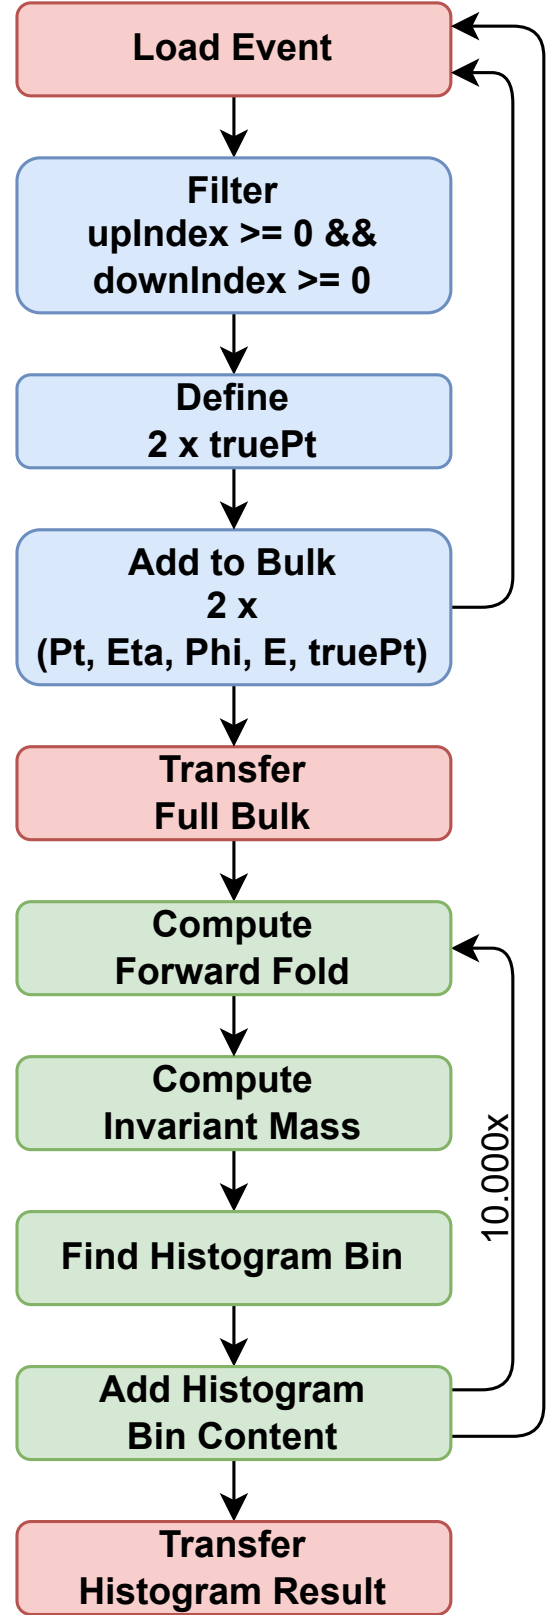 Load Event
Filter
upIndex >= 0 &&
downIndex >= 0
Define
2 x truePt
Add to Bulk
2 x
(Pt, Eta, Phi, E, truePt)
Transfer
Full Bulk
Compute
Forward Fold
Compute
Invariant Mass
10.000x
Find Histogram Bin
Add Histogram
Bin Content
Transfer
Histogram Result